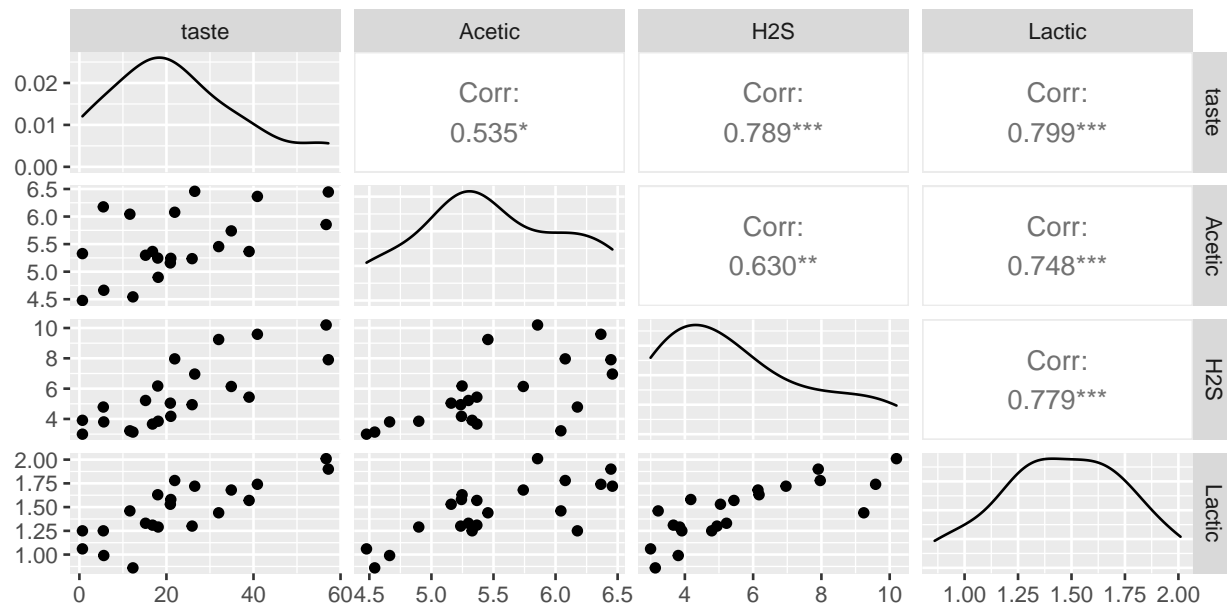 taste Acetic H2S Lactic
0.02
0.01
0.00
Corr:
0.535*
Corr:
0.789***
Corr:
0.799***
taste
6.5
6.0
5.5
5.0
4.5
Corr:
0.630**
Corr:
0.748***
Acetic
10
8
6
4
Corr:
0.779***
H2S
2.00
1.75
1.50
1.25
1.00
Lactic
0 20 40 60
4.5 5.0 5.5 6.0 6.5
4 6 8 10
1.00 1.25 1.50 1.75 2.00